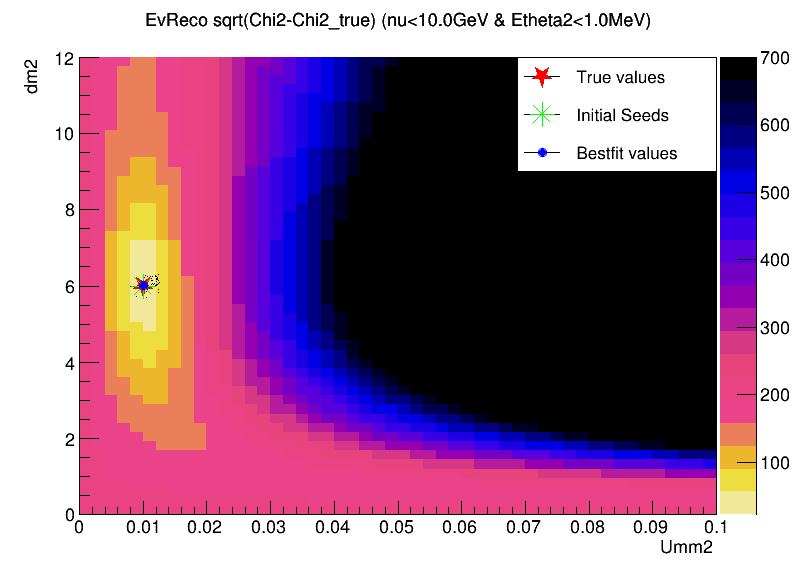 EvReco sqrt(Chi2-Chi2_true) (nu<10.0GeV & Etheta2<1.0MeV)
dm2
12
10
8
6
4
2
0
True values
Initial Seeds
Bestfit values
700
600
500
400
300
200
100
0 0.01 0.02 0.03 0.04 0.05 0.06 0.07 0.08 0.09 0.1
Umm2